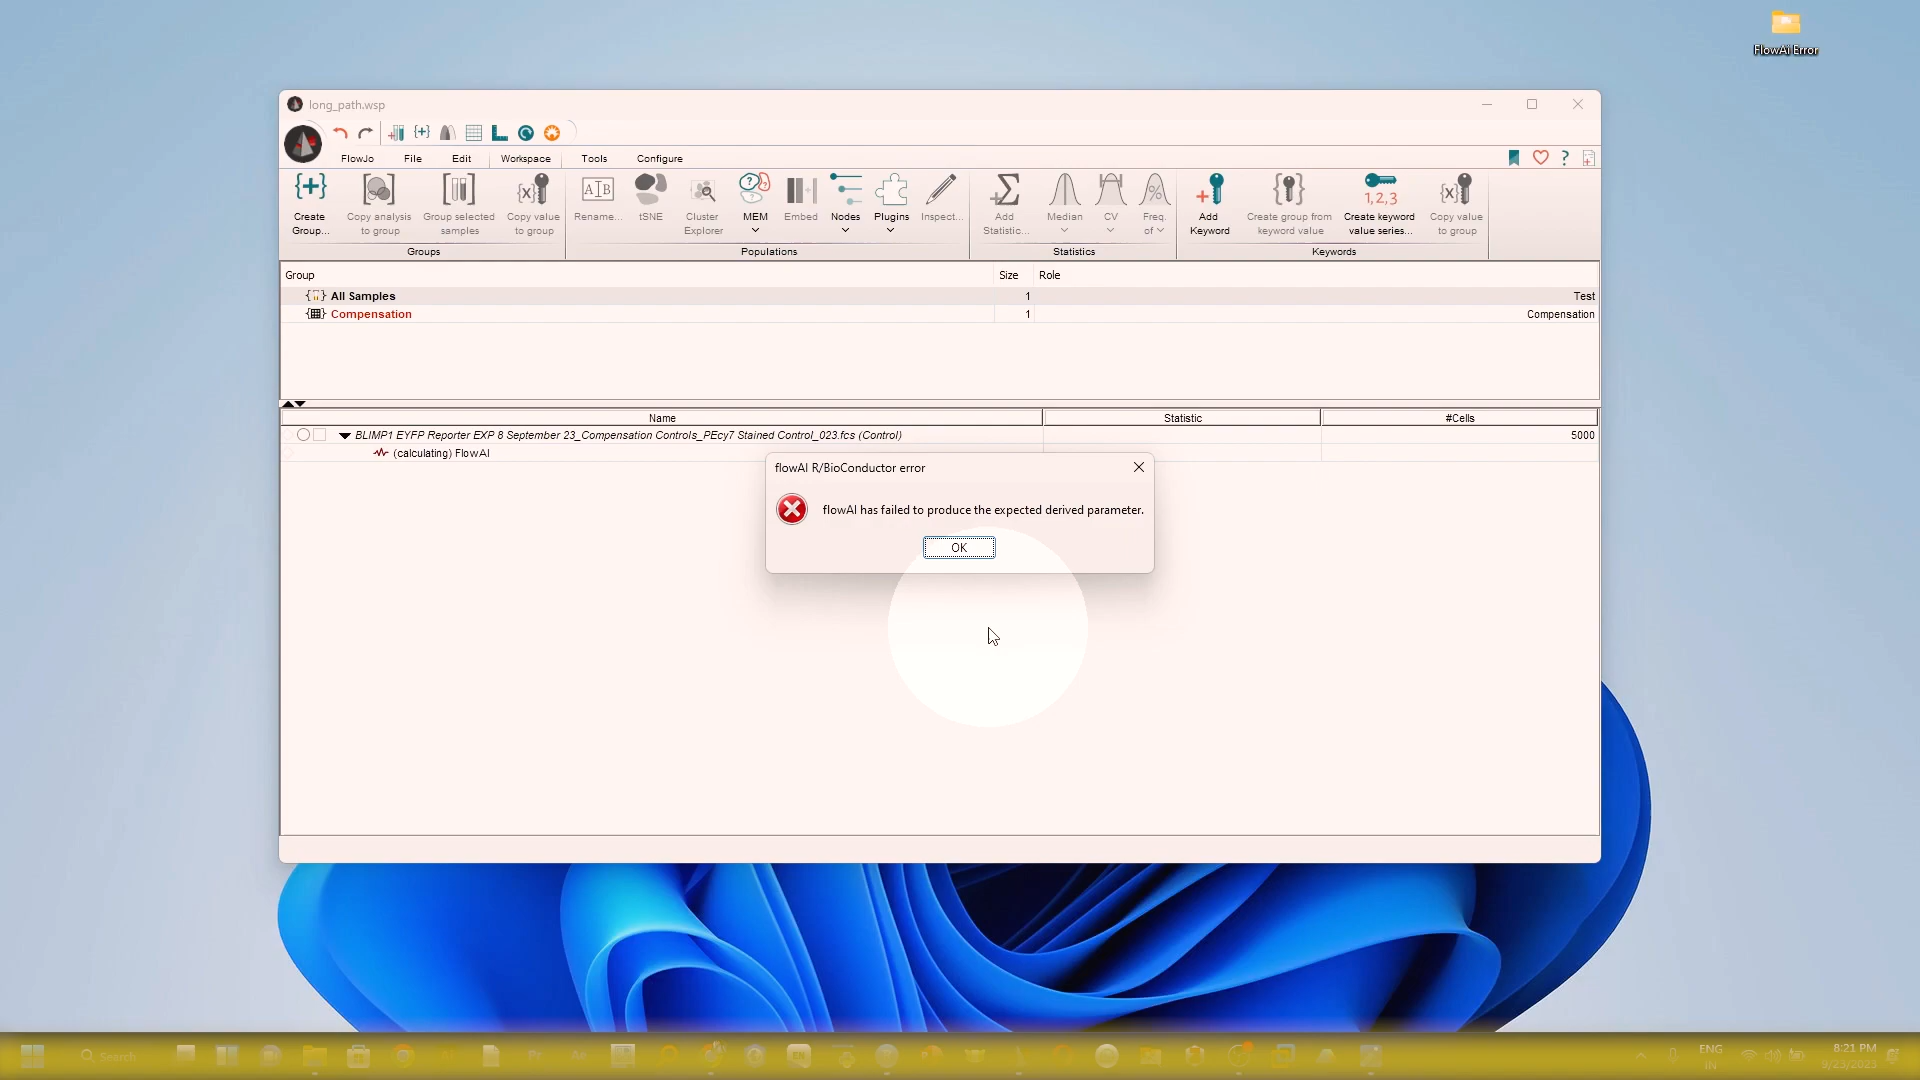 FlowAi Error
long_path.wsp
FlowJo File Edit Workspace Tools Configure
Create Group...
Copy analysis to group
Group selected samples
Copy value to group
Groups
Rename...
tSNE
Cluster Explorer
MEM
Embed
Nodes
Plugins
Inspect...
Populations
Add Statistic...
Median
CV
Freq. of
Statistics
Add Keyword
Create group from keyword value
1,2,3
Create keyword value series...
Copy value to group
Keywords
Group Size Role
All Samples 1 Test
Compensation 1 Compensation
Name Statistic #Cells
BLIMP1 EYFP Reporter EXP 8 September 23_Compensation Controls_PEcy7 Stained Control_023.fcs (Control) 5000
(calculating) FlowAI
flowAI R/BioConductor error
flowAI has failed to produce the expected derived parameter.
OK
Search
ENG
IN
8:21 PM
9/23/2023